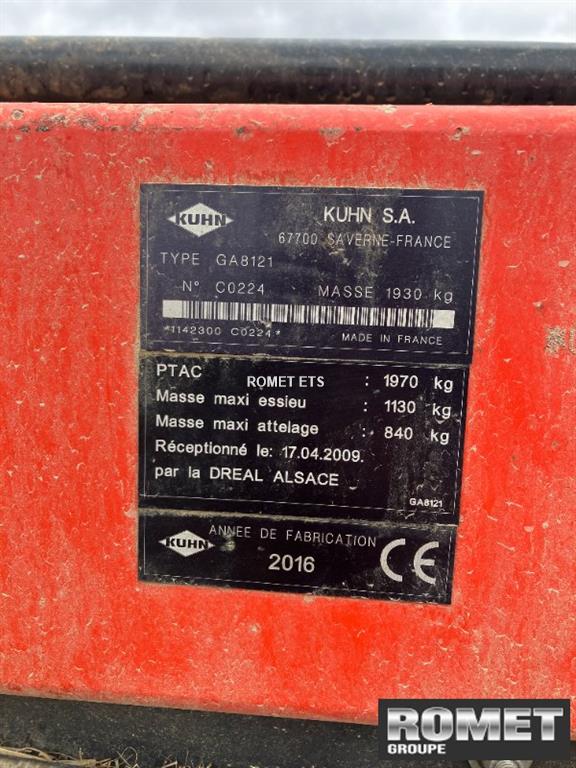 KUHN
KUHN S.A.
67700 SAVERNE-FRANCE
TYPE GA8121
N° C0224 MASSE 1930 kg
*1142300 C0224*
MADE IN FRANCE
PTAC ROMET ETS : 1970 kg
Masse maxi essieu : 1130 kg
Masse maxi attelage : 840 kg
Réceptionné le: 17.04.2009.
par la DREAL ALSACE
GA8121
KUHN
ANNEE DE FABRICATION
2016
CE
ROMET
GROUPE